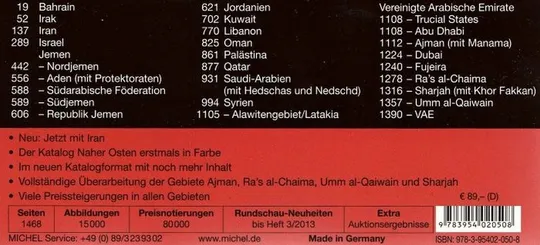 19 Bahrain
52 Irak
137 Iran
289 Israel
Jemen
442 – Nordjemen
556 – Aden (mit Protektoraten)
588 – Südarabische Föderation
589 – Südjemen
606 – Republik Jemen
621 Jordanien
702 Kuwait
770 Libanon
825 Oman
861 Palästina
877 Qatar
931 Saudi-Arabien
(mit Hedschas und Nedschd)
994 Syrien
1105 – Alawitengebiet/Latakia
Vereinigte Arabische Emirate
1108 – Trucial States
1108 – Abu Dhabi
1112 – Ajman (mit Manama)
1224 – Dubai
1240 – Fujeira
1278 – Ra's al-Chaima
1316 – Sharjah (mit Khor Fakkan)
1357 – Umm al-Qaiwain
1390 – VAE
• Neu: Jetzt mit Iran
• Der Katalog Naher Osten erstmals in Farbe
• Im neuen Katalogformat mit noch mehr Inhalt
• Vollständige Überarbeitung der Gebiete Ajman, Ra's al-Chaima, Umm al-Qaiwain und Sharjah
• Viele Preissteigerungen in allen Gebieten
€ 89,– (D)
Seiten
1468
Abbildungen
15000
Preisnotierungen
80000
Rundschau-Neuheiten
bis Heft 3/2013
Extra
Auktionsergebnisse
9 783954 020508
MICHEL Service: +49 (0) 89/3239302
www.michel.de
Made in Germany
ISBN: 978-3-95402-050-8